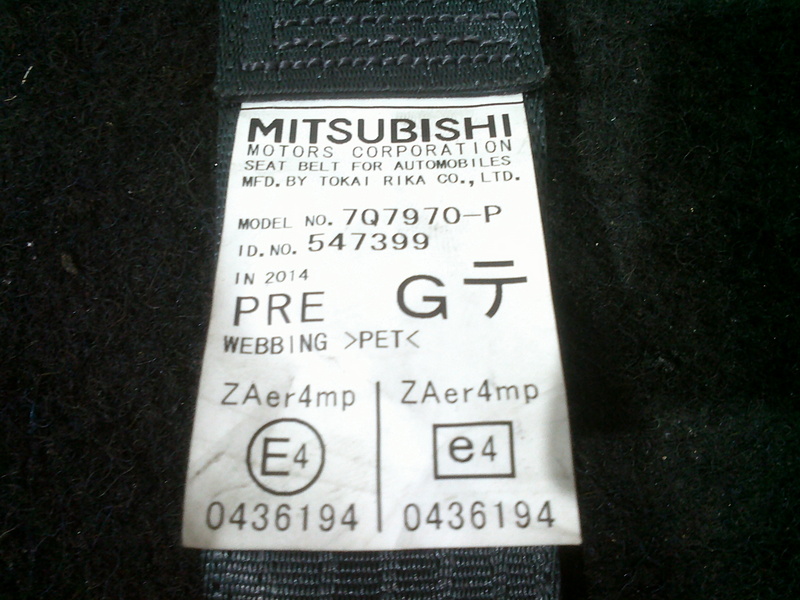 MITSUBISHI
MOTORS CORPORATION
SEAT BELT FOR AUTOMOBILES
MFD. BY TOKAI RIKA CO., LTD.
MODEL NO. 7Q7970-P
ID. NO. 547399
IN 2014
PRE G テ
WEBBING >PET<
ZAer4mp ZAer4mp
E4 e4
0436194 0436194